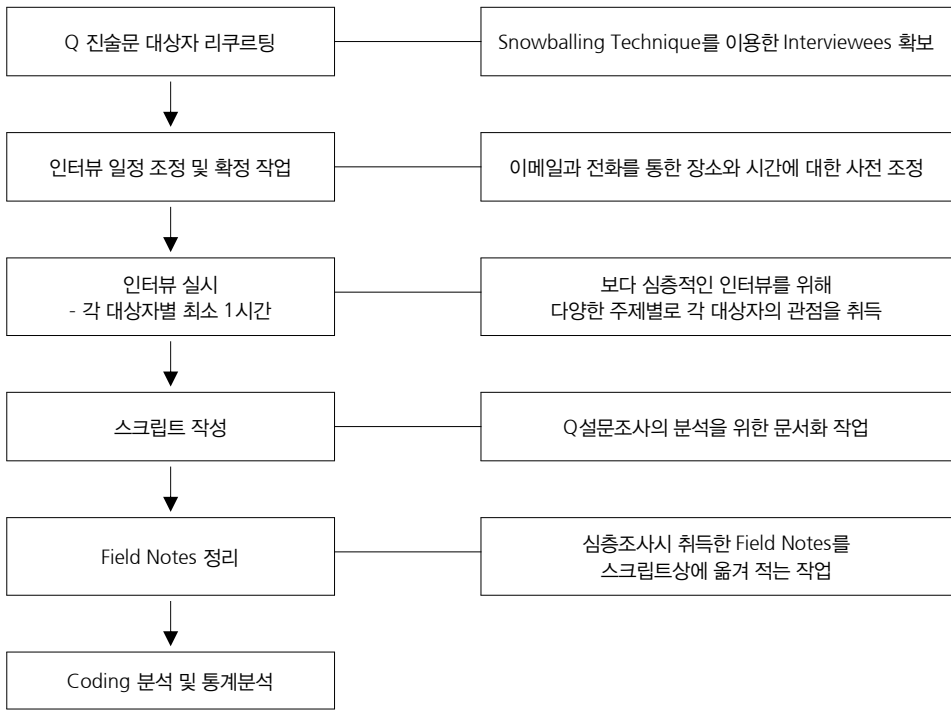 Q 진술문 대상자 리쿠르팅
Snowballing Technique를 이용한 Interviewees 확보
인터뷰 일정 조정 및 확정 작업
이메일과 전화를 통한 장소와 시간에 대한 사전 조정
인터뷰 실시
- 각 대상자별 최소 1시간
보다 심층적인 인터뷰를 위해
다양한 주제별로 각 대상자의 관점을 취득
스크립트 작성
Q설문조사의 분석을 위한 문서화 작업
Field Notes 정리
심층조사시 취득한 Field Notes를
스크립트상에 옮겨 적는 작업
Coding 분석 및 통계분석